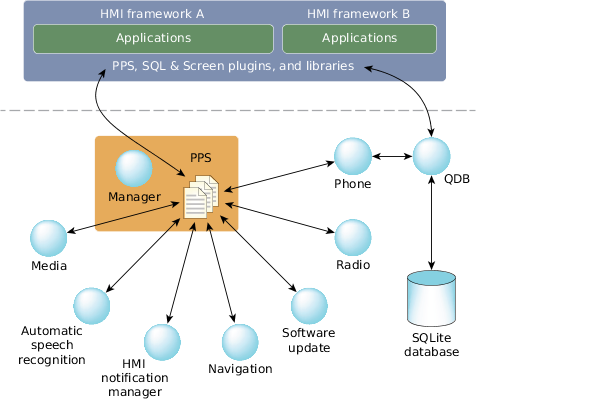 HMI framework A
HMI framework B
Applications
Applications
PPS, SQL & Screen plugins, and libraries
PPS
Manager
Phone
QDB
Media
Radio
Automatic
speech
recognition
HMI
notification
manager
Navigation
Software
update
SQLite
database